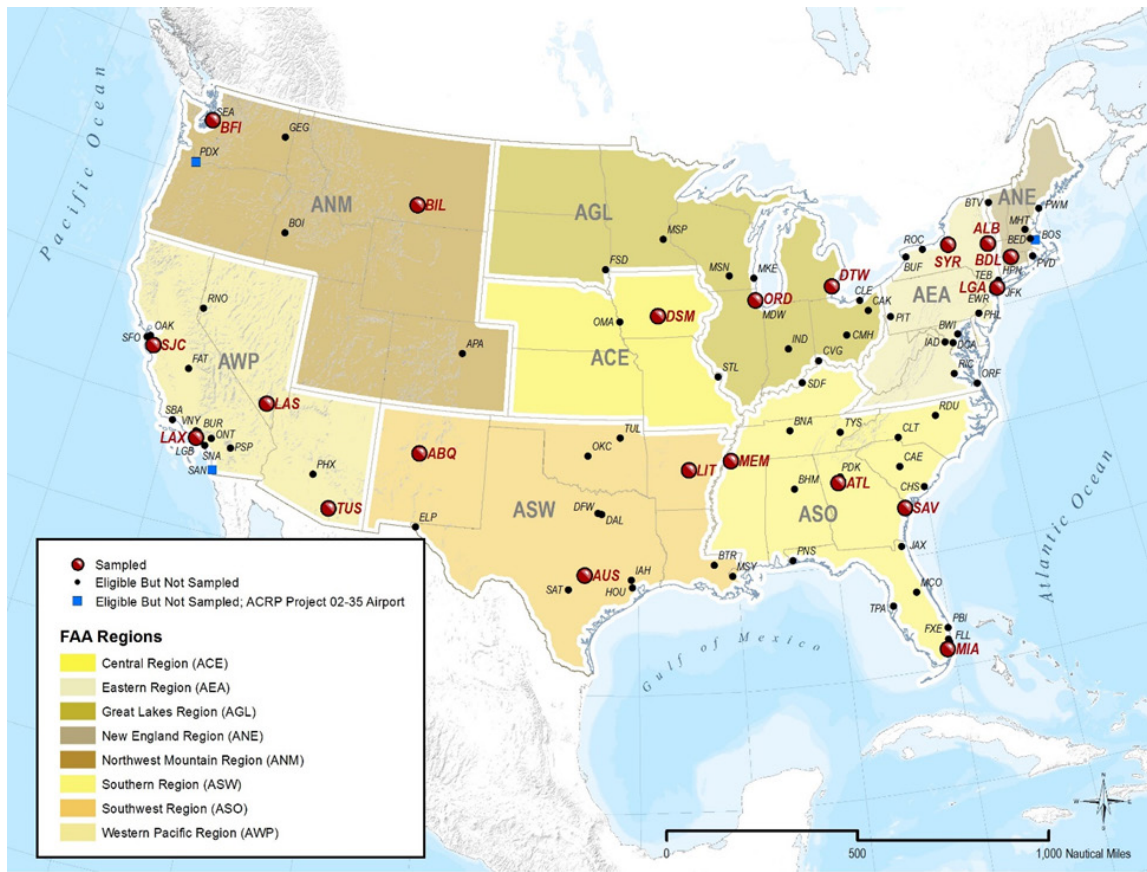 Pacific Ocean
SEA
BFI
GEG
PDX
ANM
BIL
BOI
AGL
MSP
FSD
MSN
MKE
ORD
MDW
DTW
CLE
CAK
IND
CMH
CVG
STL
SDF
ANE
BTV
PWM
MHT
ALB
BED
BOS
ROC
SYR
BDL
BUF
PVD
TEB
HPN
LGA
JFK
AEA
EWR
PIT
PHL
BWI
IAD
DCA
RIC
ORF
RNO
OAK
SFO
SJC
AWP
FAT
LAS
SBA
VNY
BUR
LAX
ONT
LGB
SNA
PSP
SAN
PHX
TUS
APA
DSM
OMA
ACE
ABQ
TUL
OKC
LIT
ASW
ELP
DFW
DAL
AUS
SAT
IAH
HOU
BTR
MSY
MEM
BNA
TYS
RDU
CLT
CAE
PDK
ATL
BHM
CHS
SAV
ASO
PNS
JAX
MCO
TPA
PBI
FXE
FLL
MIA
Gulf of Mexico
Atlantic Ocean
Sampled
Eligible But Not Sampled
Eligible But Not Sampled; ACRP Project 02-35 Airport
FAA Regions
Central Region (ACE)
Eastern Region (AEA)
Great Lakes Region (AGL)
New England Region (ANE)
Northwest Mountain Region (ANM)
Southern Region (ASW)
Southwest Region (ASO)
Western Pacific Region (AWP)
N
W
E
S
0
500
1,000 Nautical Miles